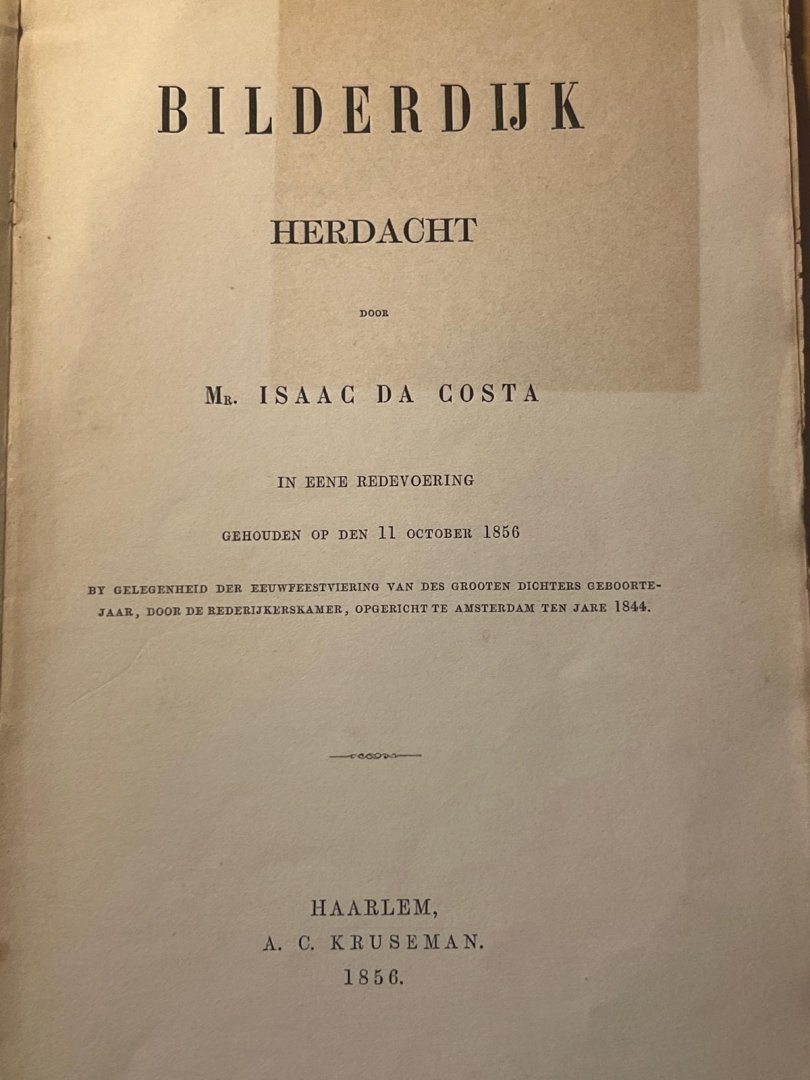 BILDERDIJK
HERDACHT
DOOR
MR. ISAAC DA COSTA
IN EENE REDEVOERING
GEHOUDEN OP DEN 11 OCTOBER 1856
BY GELEGENHEID DER EEUWFEESTVIERING VAN DES GROOTEN DICHTERS GEBOORTE-
JAAR, DOOR DE REDERIJKERSKAMER, OPGERICHT TE AMSTERDAM TEN JARE 1844.
HAARLEM,
A. C. KRUSEMAN.
1856.